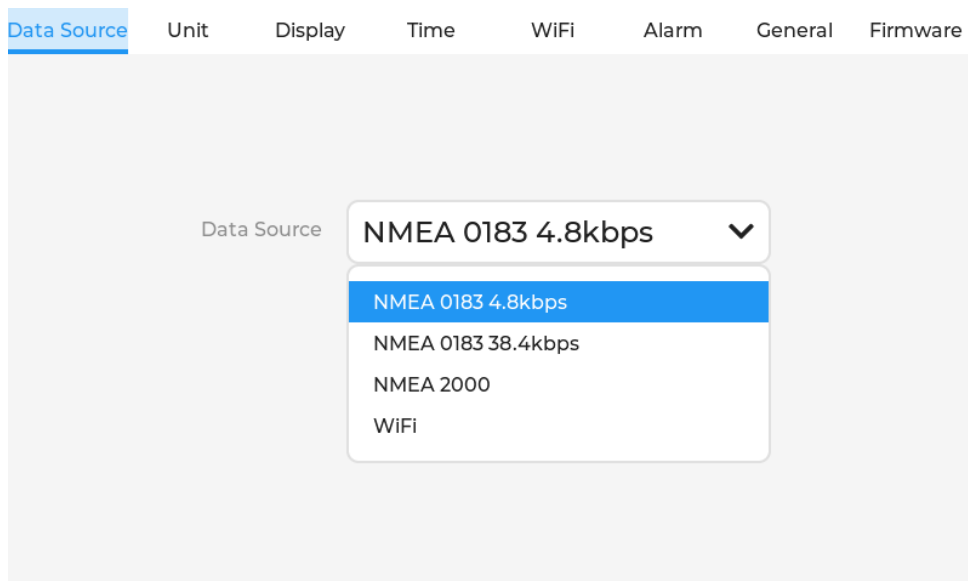 Data Source Unit Display Time WiFi Alarm General Firmware
Data Source NMEA 0183 4.8kbps
NMEA 0183 4.8kbps
NMEA 0183 38.4kbps
NMEA 2000
WiFi